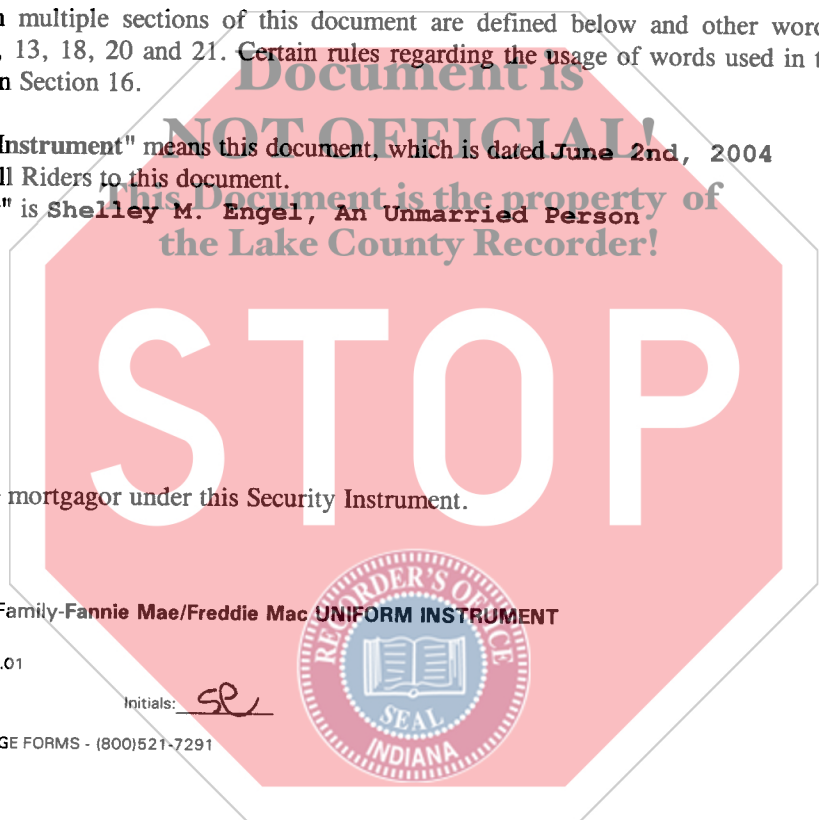 multiple sections of this document are defined below and other
13, 18, 20 and 21. Certain rules regarding the usage of words used in
Section 16.
Document is
NOT OFFICIAL!
Instrument" means this document, which is dated June 2nd, 2004
Riders to this document.
This Document is the property of
" is Shelley M. Engel, An Unmarried Person
the Lake County Recorder!
STOP
mortgagor under this Security Instrument.
RECORDER'S OFFICE
Family-Fannie Mae/Freddie Mac UNIFORM INSTRUMENT
.01
Initials: SE
SEAL
INDIANA
GE FORMS - (800)521-7291